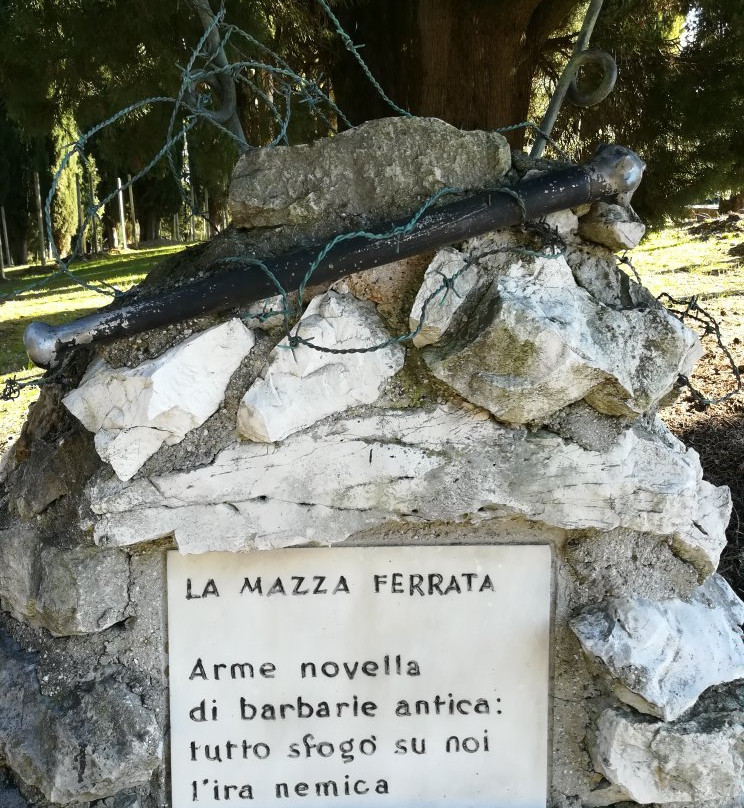 LA MAZZA FERRATA
Arme novella
di barbarie antica:
tutto sfogò su noi
l'ira nemica